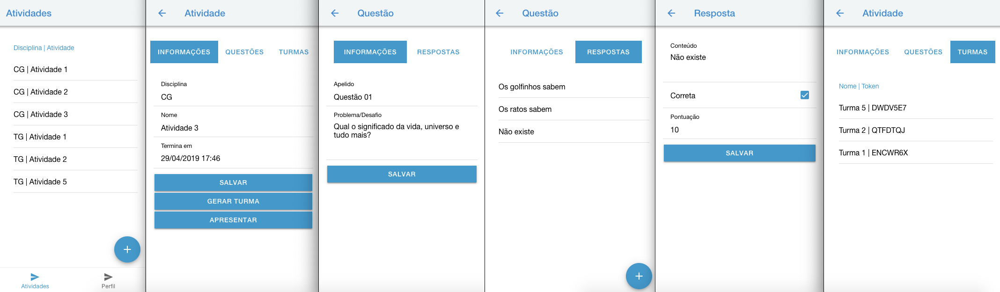 Atividades
Disciplina | Atividade
CG | Atividade 1
CG | Atividade 2
CG | Atividade 3
TG | Atividade 1
TG | Atividade 2
TG | Atividade 5
Atividades
Perfil
Atividade
INFORMAÇÕES
QUESTÕES
TURMAS
Disciplina
CG
Nome
Atividade 3
Termina em
29/04/2019 17:46
SALVAR
GERAR TURMA
APRESENTAR
Questão
INFORMAÇÕES
RESPOSTAS
Apelido
Questão 01
Problema/Desafio
Qual o significado da vida, universo e
tudo mais?
SALVAR
Questão
INFORMAÇÕES
RESPOSTAS
Os golfinhos sabem
Os ratos sabem
Não existe
Resposta
Conteúdo
Não existe
Correta
Pontuação
10
SALVAR
Atividade
INFORMAÇÕES
QUESTÕES
TURMAS
Nome | Token
Turma 5 | DWDV5E7
Turma 2 | QTFDTQJ
Turma 1 | ENCWR6X